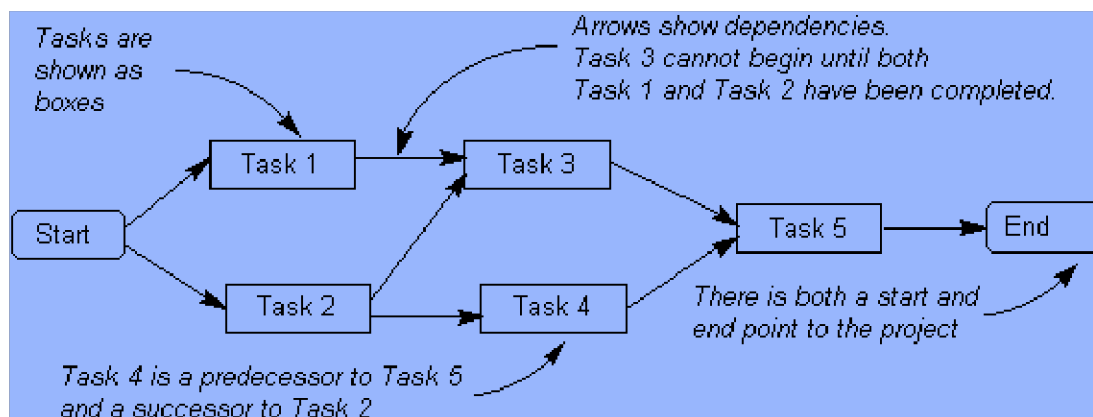 Tasks are
shown as
boxes
Arrows show dependencies.
Task 3 cannot begin until both
Task 1 and Task 2 have been completed.
Task 1
Task 3
Start
Task 5
End
Task 2
Task 4
There is both a start and
end point to the project
Task 4 is a predecessor to Task 5
and a successor to Task 2